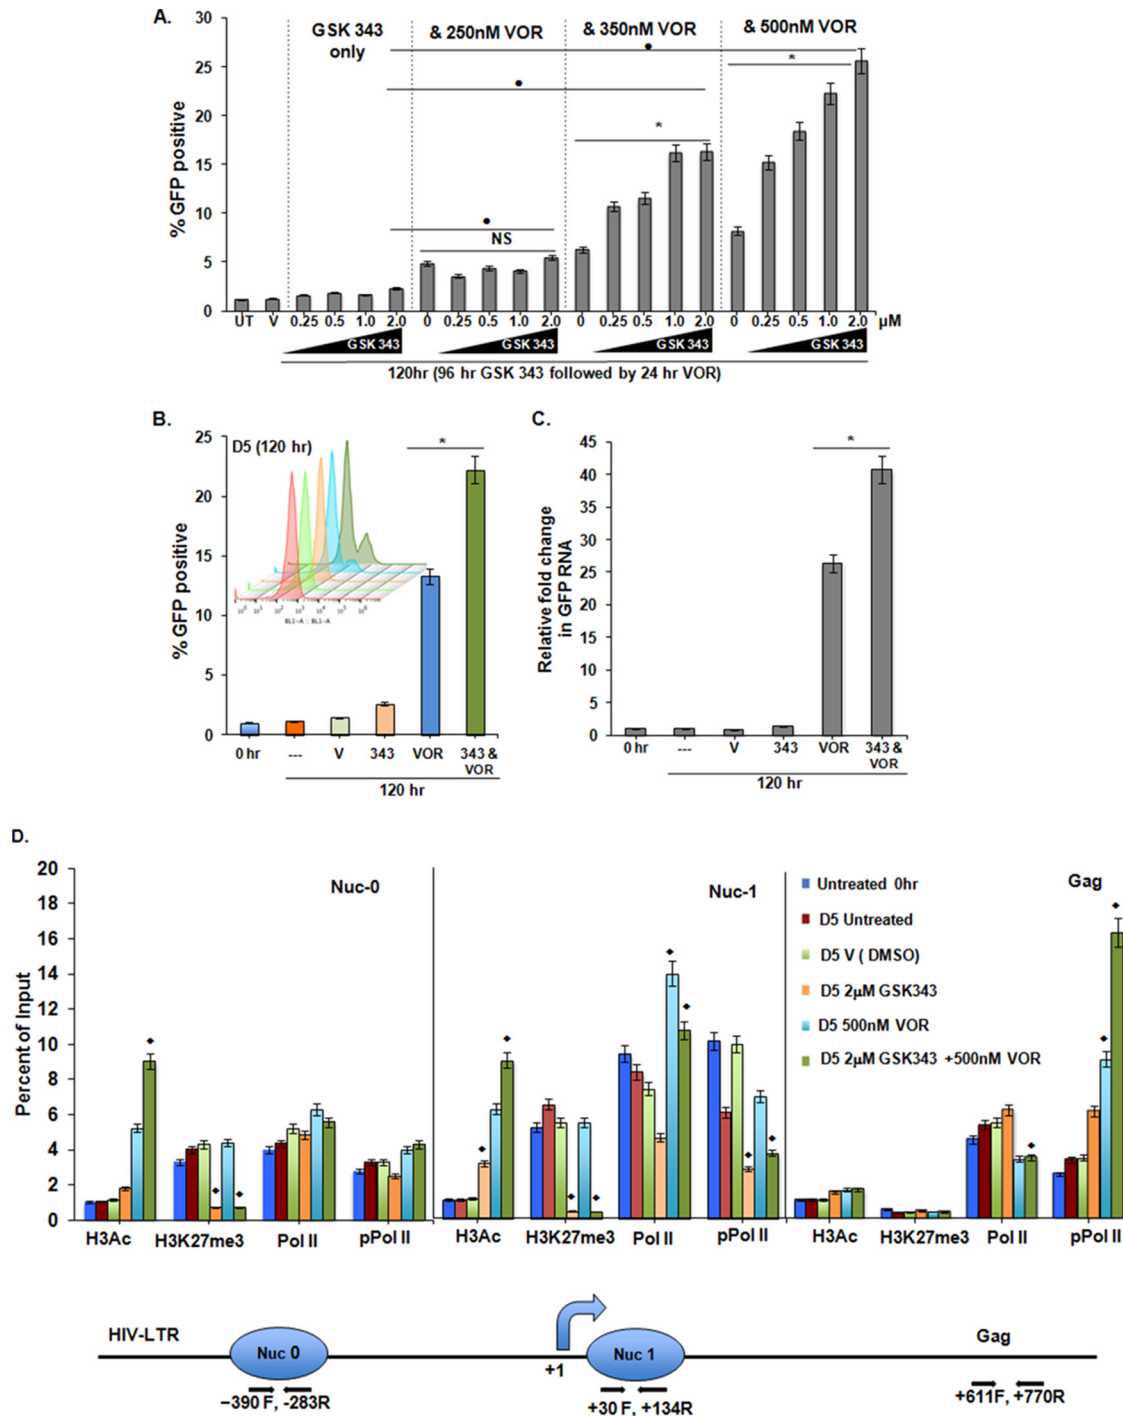 A.
GSK 343 only
& 250nM VOR
& 350nM VOR
& 500nM VOR
% GFP positive
30
25
20
15
10
5
0
NS
*
*
UT V 0.25 0.5 1.0 2.0 0 0.25 0.5 1.0 2.0 0 0.25 0.5 1.0 2.0 0 0.25 0.5 1.0 2.0 µM
GSK 343 GSK 343 GSK 343 GSK 343
120hr (96 hr GSK 343 followed by 24 hr VOR)
B.
D5 (120 hr)
*
% GFP positive
25
20
15
10
5
0
10⁰ 10¹ 10² 10³ 10⁴ 10⁵ 10⁶
BL1-A :: BL1-A
0 hr --- V 343 VOR 343 & VOR
120 hr
C.
*
Relative fold change in GFP RNA
45
40
35
30
25
20
15
10
5
0
0 hr --- V 343 VOR 343 & VOR
120 hr
D.
Percent of Input
20
18
16
14
12
10
8
6
4
2
0
Nuc-0
Nuc-1
Gag
Untreated 0hr
D5 Untreated
D5 V ( DMSO)
D5 2µM GSK343
D5 500nM VOR
D5 2µM GSK343 +500nM VOR
H3Ac H3K27me3 Pol II pPol II
H3Ac H3K27me3 Pol II pPol II
H3Ac H3K27me3 Pol II pPol II
HIV-LTR
Nuc 0
+1
Nuc 1
Gag
−390 F, -283R
+30 F, +134R
+611F, +770R